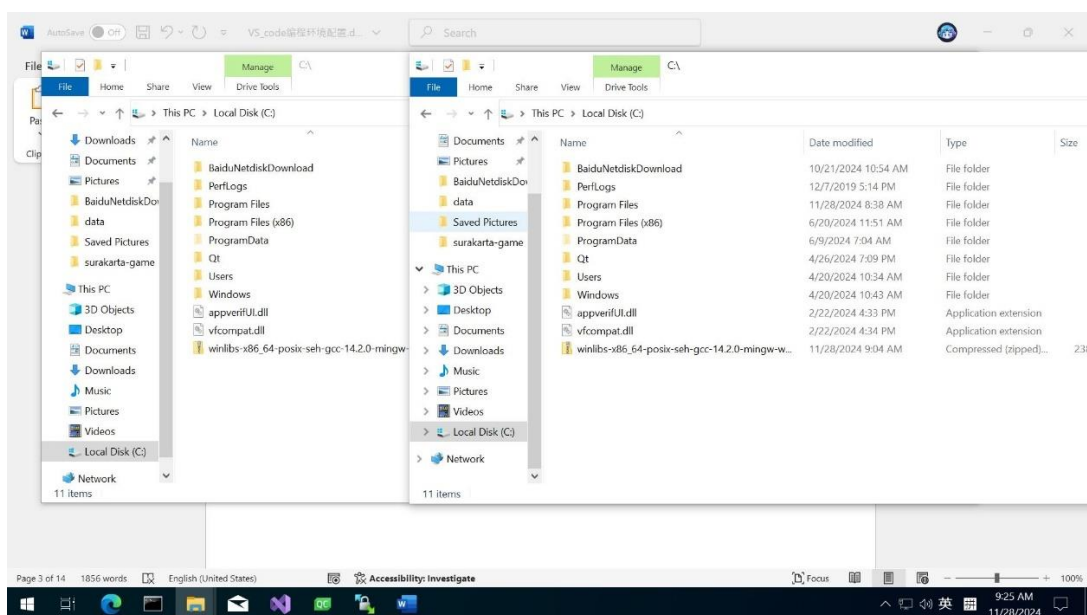 AutoSave Off VS_code编程环境配置.d... Search
File
Manage C:\
File Home Share View Drive Tools
This PC > Local Disk (C:)
Downloads
Documents
Pictures
BaiduNetdiskDov
data
Saved Pictures
surakarta-game
This PC
3D Objects
Desktop
Documents
Downloads
Music
Pictures
Videos
Local Disk (C:)
Network
11 items
Name
BaiduNetdiskDownload
PerfLogs
Program Files
Program Files (x86)
ProgramData
Qt
Users
Windows
appverifUI.dll
vfcompat.dll
winlibs-x86_64-posix-seh-gcc-14.2.0-mingw-
Manage C:\
File Home Share View Drive Tools
This PC > Local Disk (C:)
Documents
Pictures
BaiduNetdiskDov
data
Saved Pictures
surakarta-game
This PC
3D Objects
Desktop
Documents
Downloads
Music
Pictures
Videos
Local Disk (C:)
Network
11 items
Name Date modified Type Size
BaiduNetdiskDownload 10/21/2024 10:54 AM File folder
PerfLogs 12/7/2019 5:14 PM File folder
Program Files 11/28/2024 8:38 AM File folder
Program Files (x86) 6/20/2024 11:51 AM File folder
ProgramData 6/9/2024 7:04 AM File folder
Qt 4/26/2024 7:09 PM File folder
Users 4/20/2024 10:34 AM File folder
Windows 4/20/2024 10:43 AM File folder
appverifUI.dll 2/22/2024 4:33 PM Application extension
vfcompat.dll 2/22/2024 4:34 PM Application extension
winlibs-x86_64-posix-seh-gcc-14.2.0-mingw-w... 11/28/2024 9:04 AM Compressed (zipped)...
Page 3 of 14 1856 words English (United States) Accessibility: Investigate Focus 100%
英 9:25 AM
11/28/2024